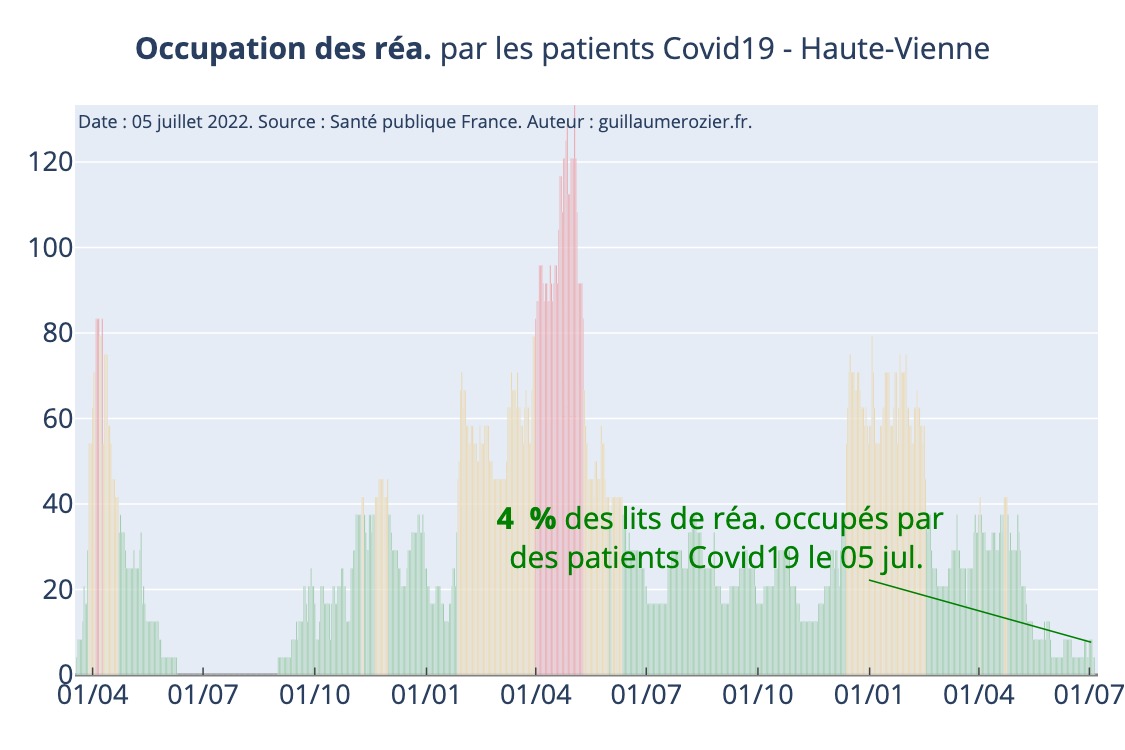 Occupation des réa. par les patients Covid19 - Haute-Vienne
Date : 05 juillet 2022. Source : Santé publique France. Auteur : guillaumerozier.fr.
120
100
80
60
40
20
0
4 % des lits de réa. occupés par
des patients Covid19 le 05 jul.
01/04 01/07 01/10 01/01 01/04 01/07 01/10 01/01 01/04 01/07